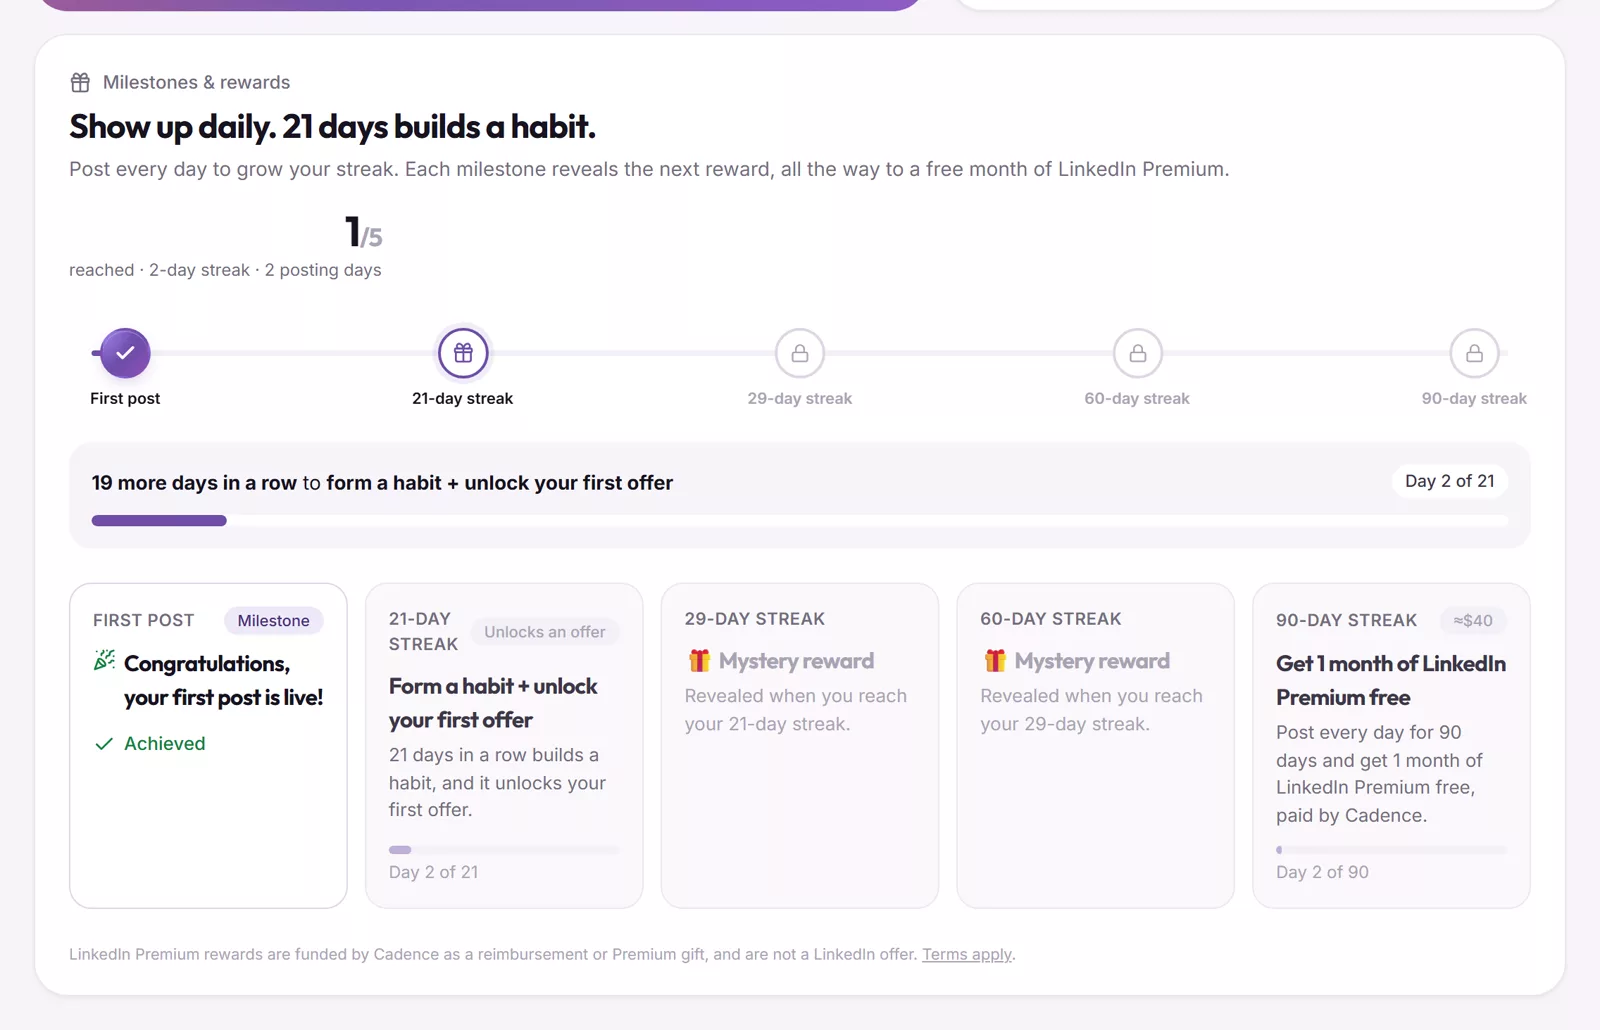 Milestones & rewards
Show up daily. 21 days builds a habit.
Post every day to grow your streak. Each milestone reveals the next reward, all the way to a free month of LinkedIn Premium.
1/5
reached · 2-day streak · 2 posting days
First post
21-day streak
29-day streak
60-day streak
90-day streak
19 more days in a row to form a habit + unlock your first offer
Day 2 of 21
FIRST POST
Milestone
Congratulations,
your first post is live!
Achieved
21-DAY
STREAK
Unlocks an offer
Form a habit + unlock
your first offer
21 days in a row builds a
habit, and it unlocks your
first offer.
Day 2 of 21
29-DAY STREAK
Mystery reward
Revealed when you reach
your 21-day streak.
60-DAY STREAK
Mystery reward
Revealed when you reach
your 29-day streak.
90-DAY STREAK
≈$40
Get 1 month of LinkedIn
Premium free
Post every day for 90
days and get 1 month of
LinkedIn Premium free,
paid by Cadence.
Day 2 of 90
LinkedIn Premium rewards are funded by Cadence as a reimbursement or Premium gift, and are not a LinkedIn offer. Terms apply.